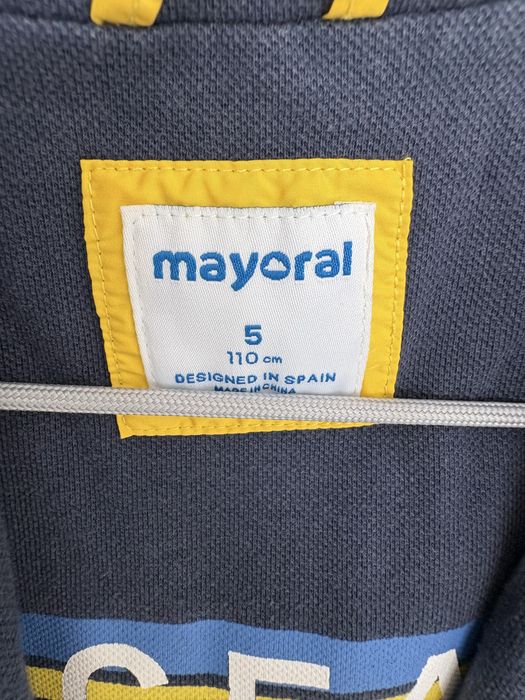 mayoral
5
110 cm
DESIGNED IN SPAIN
MADE IN CHINA